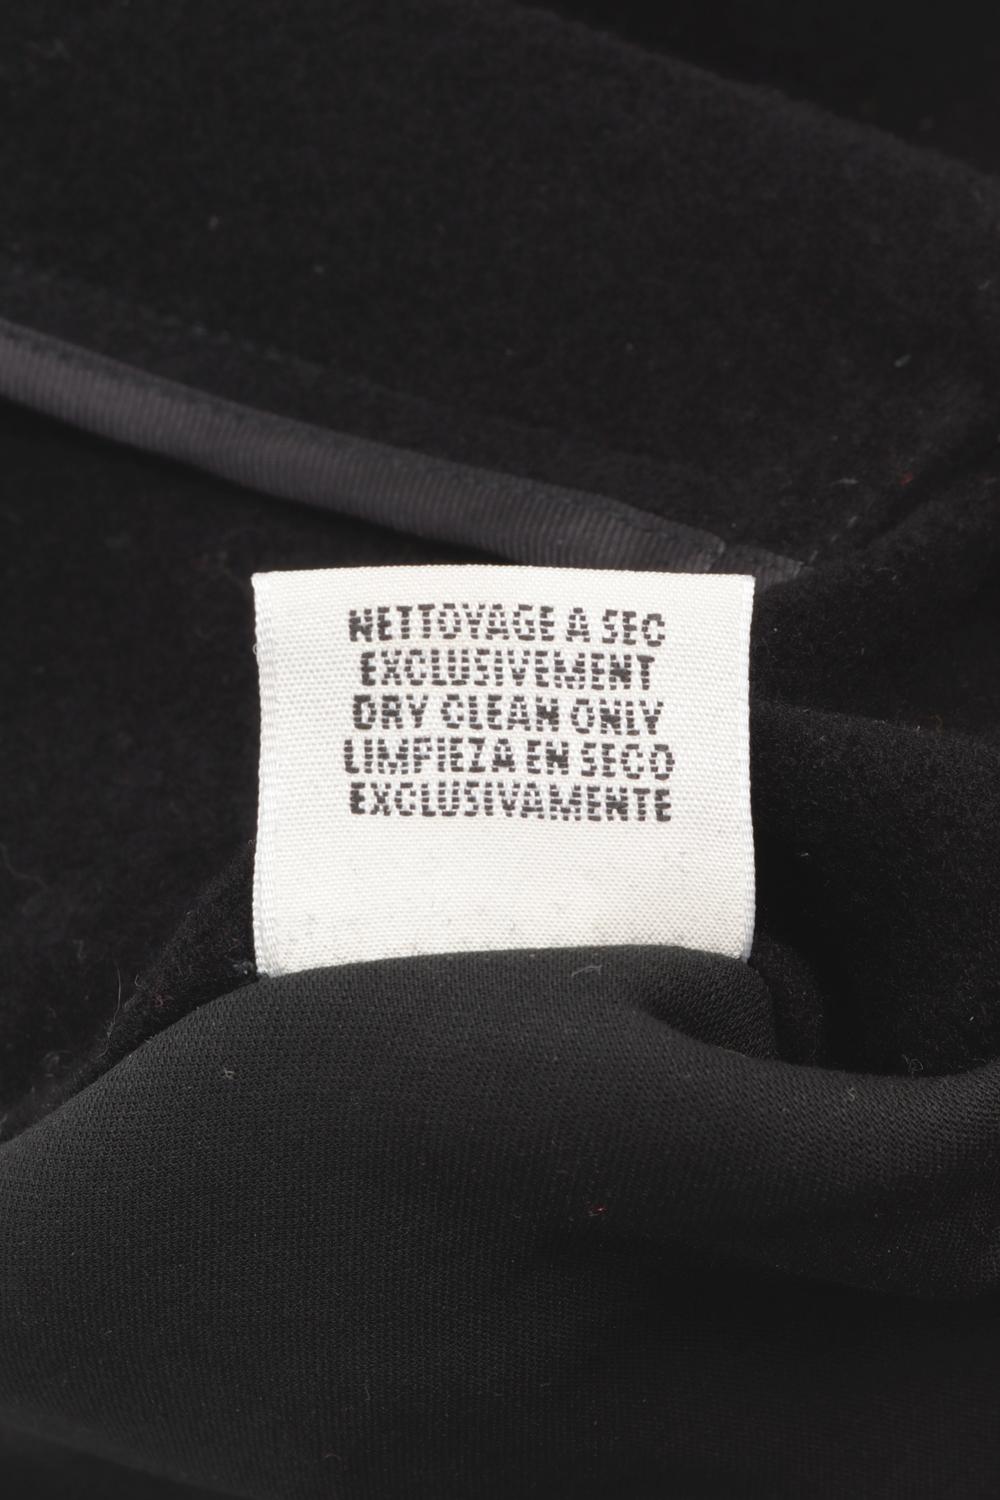 NETTOYAGE A SEC
EXCLUSIVEMENT
DRY CLEAN ONLY
LIMPIEZA EN SECO
EXCLUSIVAMENTE